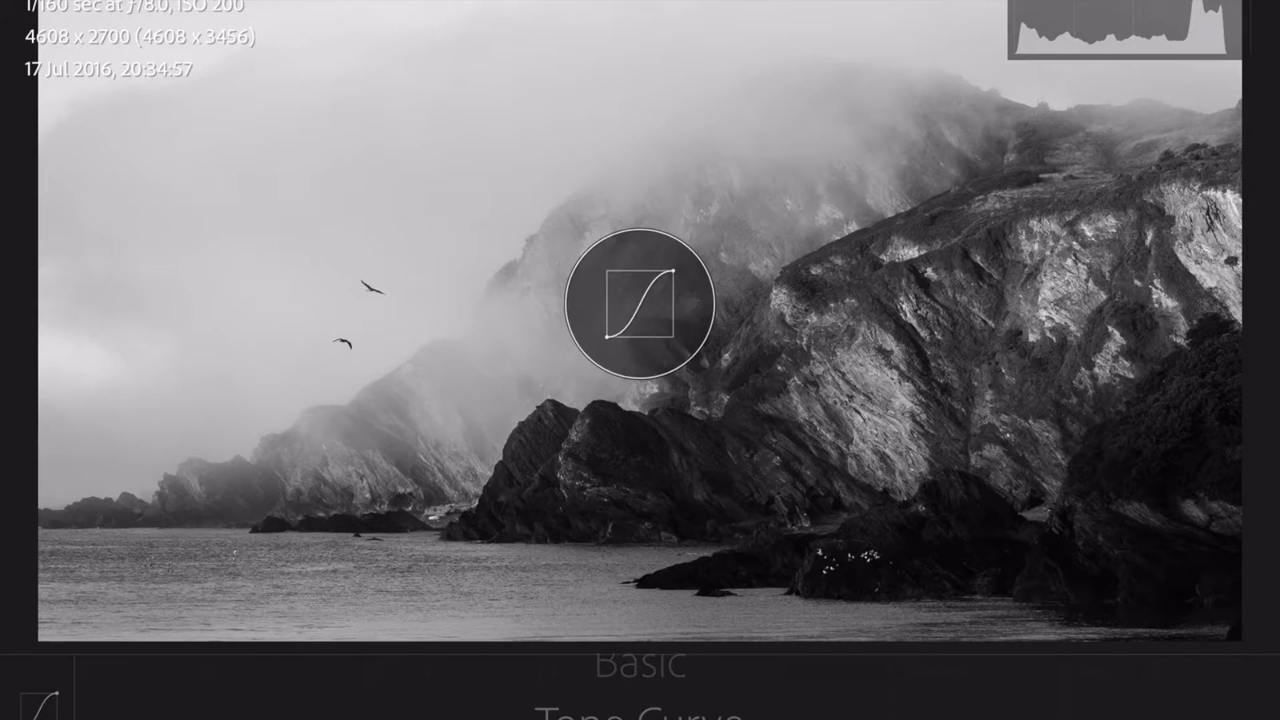 1/160 sec at ƒ/8.0, ISO 200
4608 x 2700 (4608 x 3456)
17 Jul 2016, 20:34:57
Basic
Tone Curve